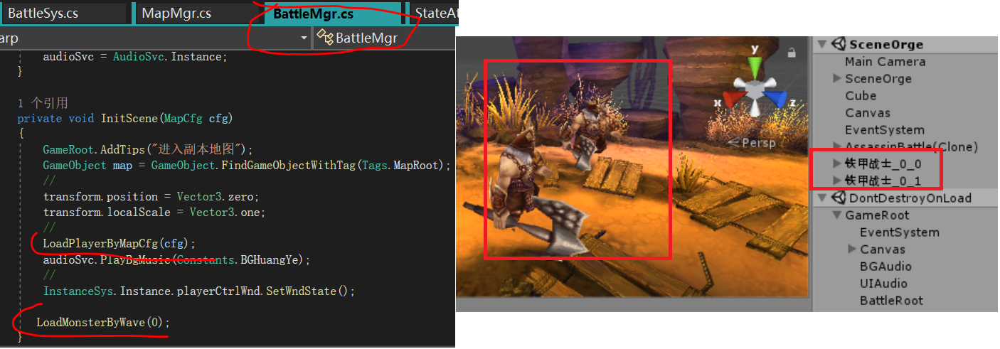 BattleSys.cs
MapMgr.cs
BattleMgr.cs
StateAt
arp
BattleMgr
audioSvc = AudioSvc.Instance;
}
1 个引用
private void InitScene(MapCfg cfg)
{
GameRoot.AddTips("进入副本地图");
GameObject map = GameObject.FindGameObjectWithTag(Tags.MapRoot);
//
transform.position = Vector3.zero;
transform.localScale = Vector3.one;
//
LoadPlayerByMapCfg(cfg);
audioSvc.PlayBgMusic(Constants.BGHuangYe);
//
InstanceSys.Instance.playerCtrlWnd.SetWndState();
LoadMonsterByWave(0);
}
y
x
z
Persp
SceneOrge
Main Camera
SceneOrge
Cube
Canvas
EventSystem
AssassinBattle(Clone)
铁甲战士_0_0
铁甲战士_0_1
DontDestroyOnLoad
GameRoot
EventSystem
Canvas
BGAudio
UIAudio
BattleRoot